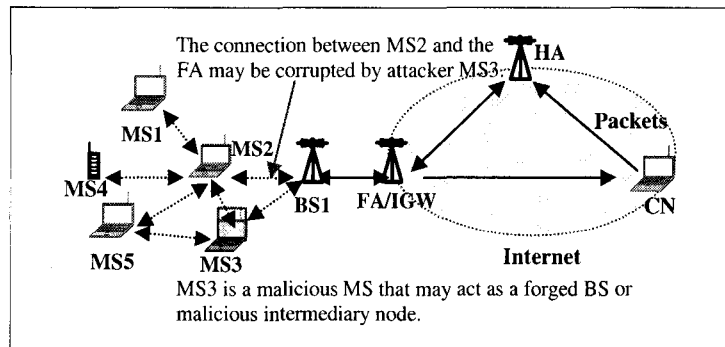 The connection between MS2 and the
FA may be corrupted by attacker MS3.
HA
MS1
MS2
Packets
MS4
BS1
FA/IGW
CN
MS5
MS3
Internet
MS3 is a malicious MS that may act as a forged BS or
malicious intermediary node.